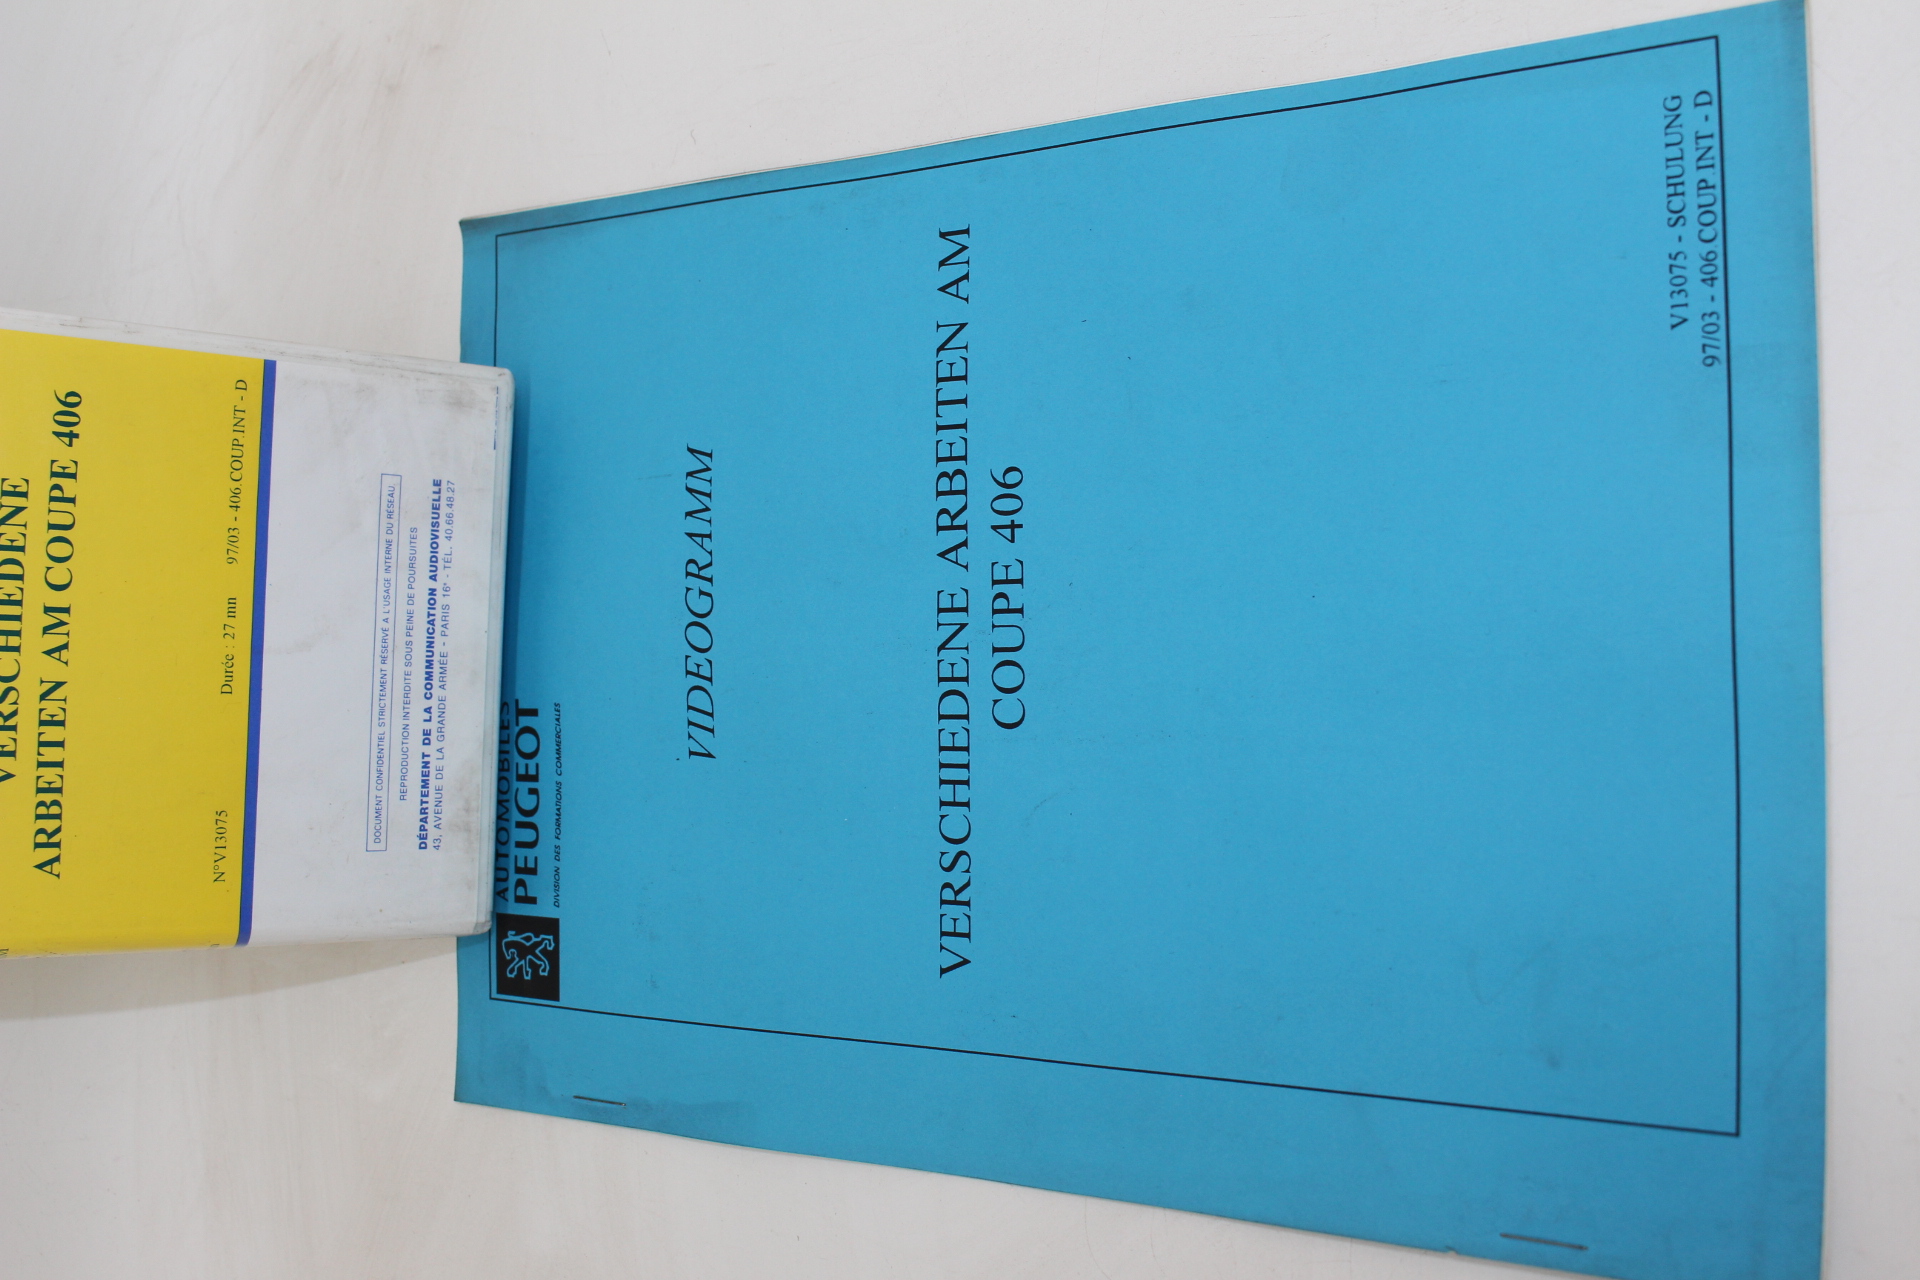 VERSCHIEDENE
ARBEITEN AM COUPE 406
N°V13075 Durée : 27 mn 97/03 - 406.COUP.INT - D
DOCUMENT CONFIDENTIEL STRICTEMENT RÉSERVÉ A L'USAGE INTERNE DU RÉSEAU.
REPRODUCTION INTERDITE SOUS PEINE DE POURSUITES
DÉPARTEMENT DE LA COMMUNICATION AUDIOVISUELLE
43, AVENUE DE LA GRANDE ARMÉE - PARIS 16e - TÉL. 40.66.48.27
AUTOMOBILES
PEUGEOT
DIVISION DES FORMATIONS COMMERCIALES
VIDEOGRAMM
VERSCHIEDENE ARBEITEN AM
COUPE 406
V13075 - SCHULUNG
97/03 - 406.COUP.INT - D